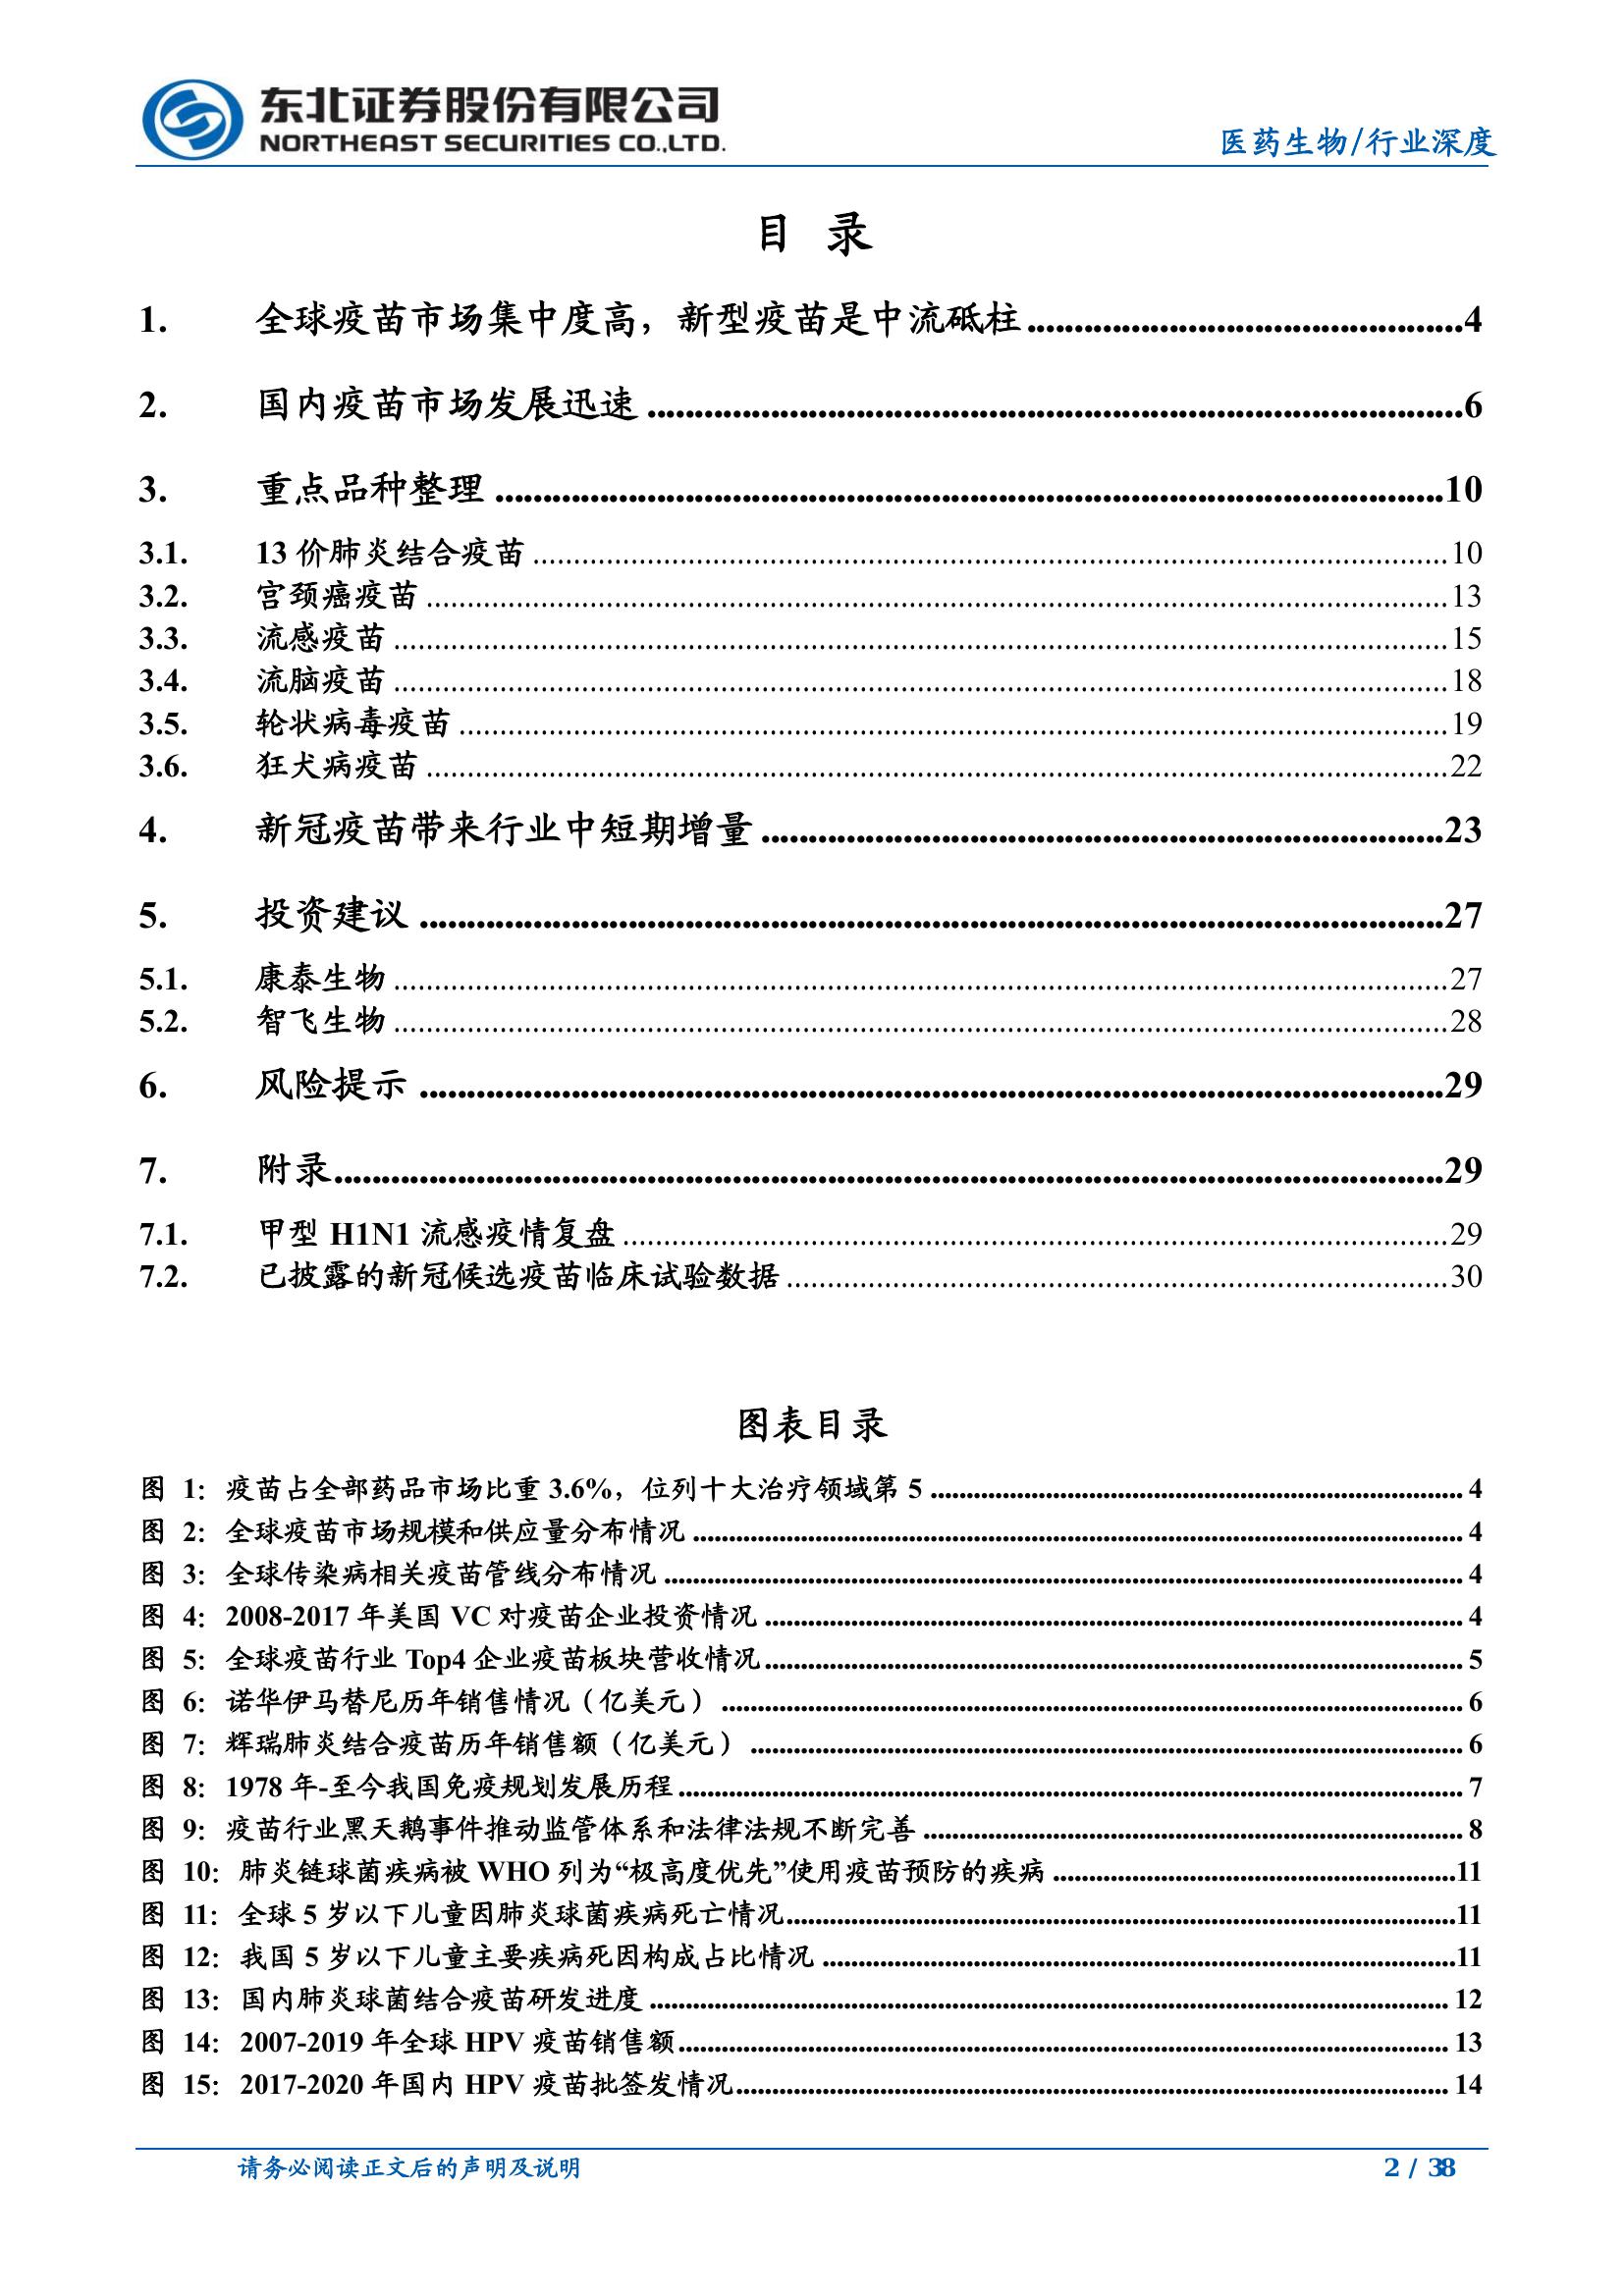 东北证券股份有限公司
NORTHEAST SECURITIES CO.,LTD.
医药生物/行业深度
目 录
1. 全球疫苗市场集中度高，新型疫苗是中流砥柱 4
2. 国内疫苗市场发展迅速 6
3. 重点品种整理 10
3.1. 13 价肺炎结合疫苗 10
3.2. 宫颈癌疫苗 13
3.3. 流感疫苗 15
3.4. 流脑疫苗 18
3.5. 轮状病毒疫苗 19
3.6. 狂犬病疫苗 22
4. 新冠疫苗带来行业中短期增量 23
5. 投资建议 27
5.1. 康泰生物 27
5.2. 智飞生物 28
6. 风险提示 29
7. 附录 29
7.1. 甲型 H1N1 流感疫情复盘 29
7.2. 已披露的新冠候选疫苗临床试验数据 30
图表目录
图 1：疫苗占全部药品市场比重 3.6%，位列十大治疗领域第 5 4
图 2：全球疫苗市场规模和供应量分布情况 4
图 3：全球传染病相关疫苗管线分布情况 4
图 4：2008-2017 年美国 VC 对疫苗企业投资情况 4
图 5：全球疫苗行业 Top4 企业疫苗板块营收情况 5
图 6：诺华伊马替尼历年销售情况（亿美元） 6
图 7：辉瑞肺炎结合疫苗历年销售额（亿美元） 6
图 8：1978 年-至今我国免疫规划发展历程 7
图 9：疫苗行业黑天鹅事件推动监管体系和法律法规不断完善 8
图 10：肺炎链球菌疾病被 WHO 列为“极高度优先”使用疫苗预防的疾病 11
图 11：全球 5 岁以下儿童因肺炎球菌疾病死亡情况 11
图 12：我国 5 岁以下儿童主要疾病死因构成占比情况 11
图 13：国内肺炎球菌结合疫苗研发进度 12
图 14：2007-2019 年全球 HPV 疫苗销售额 13
图 15：2017-2020 年国内 HPV 疫苗批签发情况 14
请务必阅读正文后的声明及说明
2 / 38